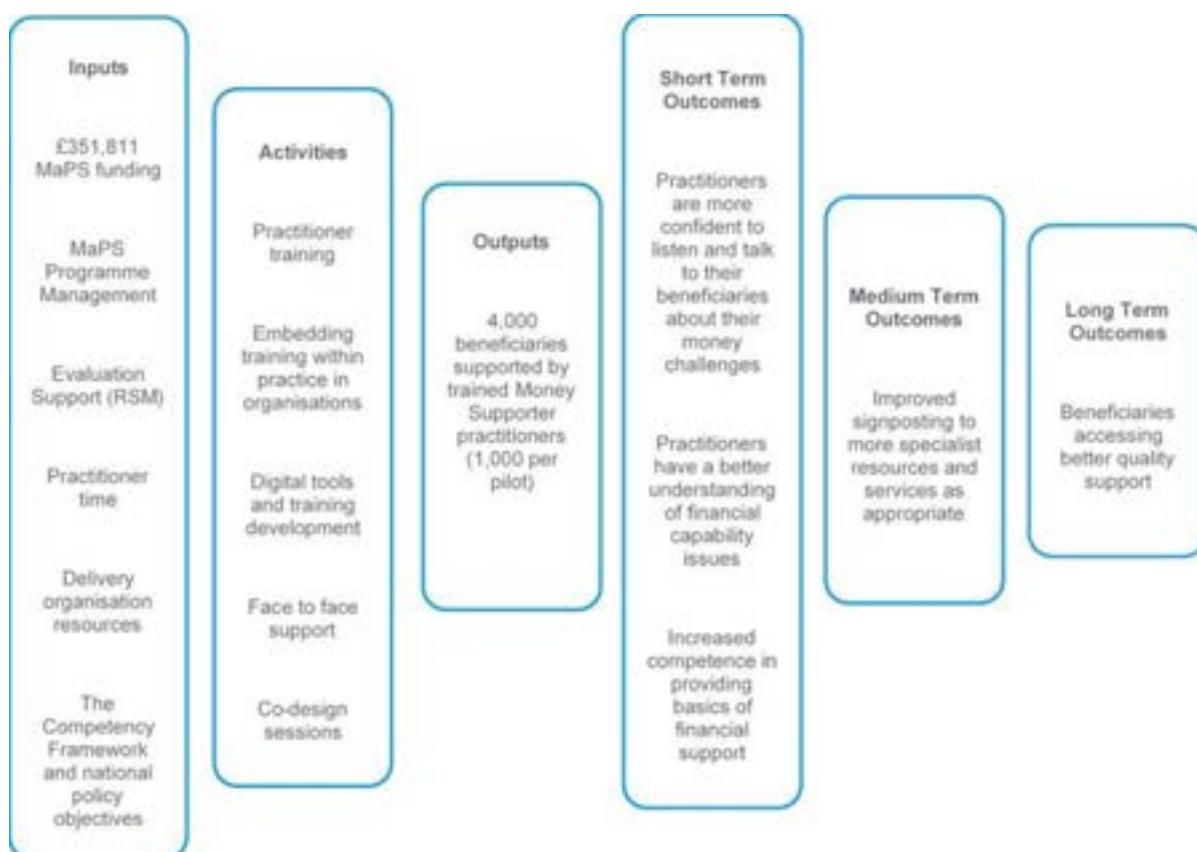 Inputs
£351,811
MaPS funding
MaPS
Programme
Management
Evaluation
Support (RSM)
Practitioner
time
Delivery
organisation
resources
The
Competency
Framework
and national
policy
objectives
Activities
Practitioner
training
Embedding
training within
practice in
organisations
Digital tools
and training
development
Face to face
support
Co-design
sessions
Outputs
4,000
beneficiaries
supported by
trained Money
Supporter
practitioners
(1,000 per
pilot)
Short Term
Outcomes
Practitioners
are more
confident to
listen and talk
to their
beneficiaries
about their
money
challenges
Practitioners
have a better
understanding
of financial
capability
issues
Increased
competence in
providing
basics of
financial
support
Medium Term
Outcomes
Improved
signposting to
more specialist
resources and
services as
appropriate
Long Term
Outcomes
Beneficiaries
accessing
better quality
support